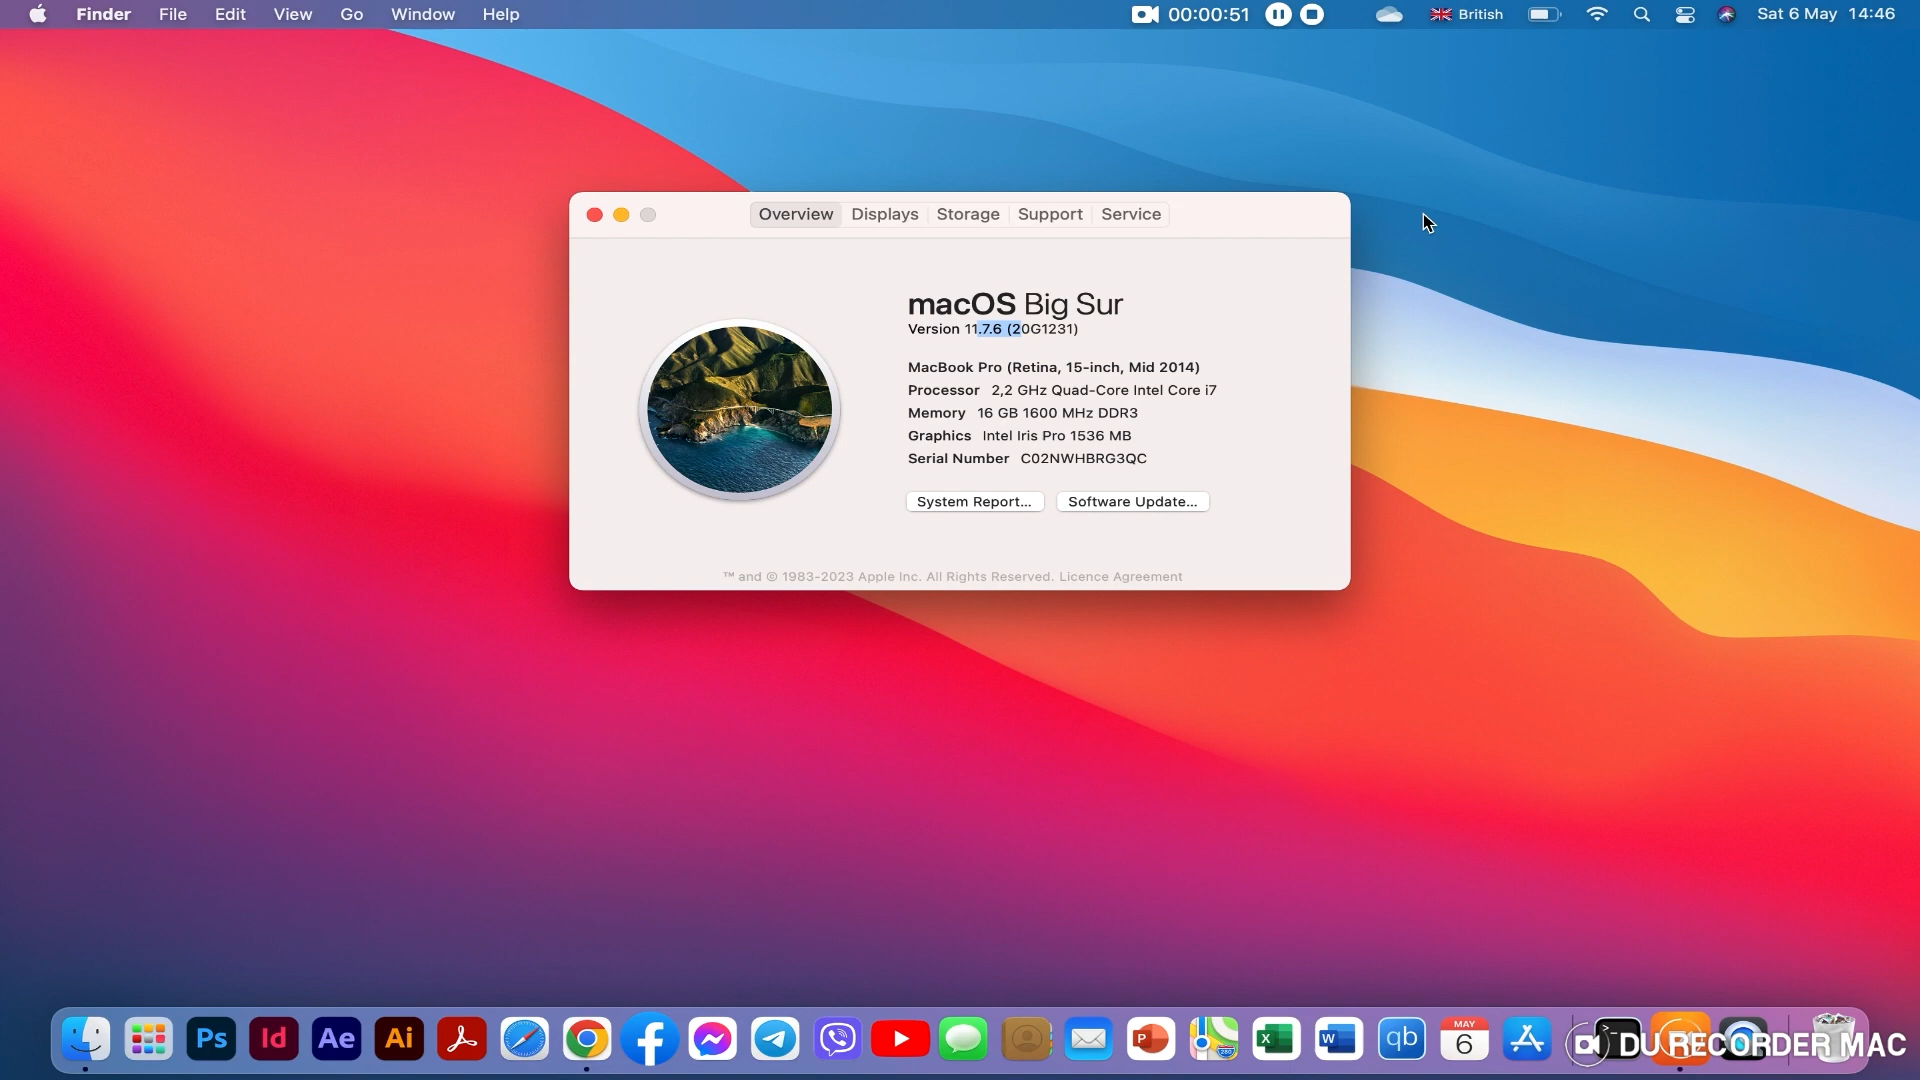 Finder File Edit View Go Window Help 00:00:51 British Sat 6 May 14:46
Overview Displays Storage Support Service
macOS Big Sur
Version 11.7.6 (20G1231)
MacBook Pro (Retina, 15-inch, Mid 2014)
Processor 2,2 GHz Quad-Core Intel Core i7
Memory 16 GB 1600 MHz DDR3
Graphics Intel Iris Pro 1536 MB
Serial Number C02NWHBRG3QC
System Report... Software Update...
™ and © 1983-2023 Apple Inc. All Rights Reserved. Licence Agreement
Ps Id Ae Ai P 280 X W qb MAY 6
DU RECORDER MAC